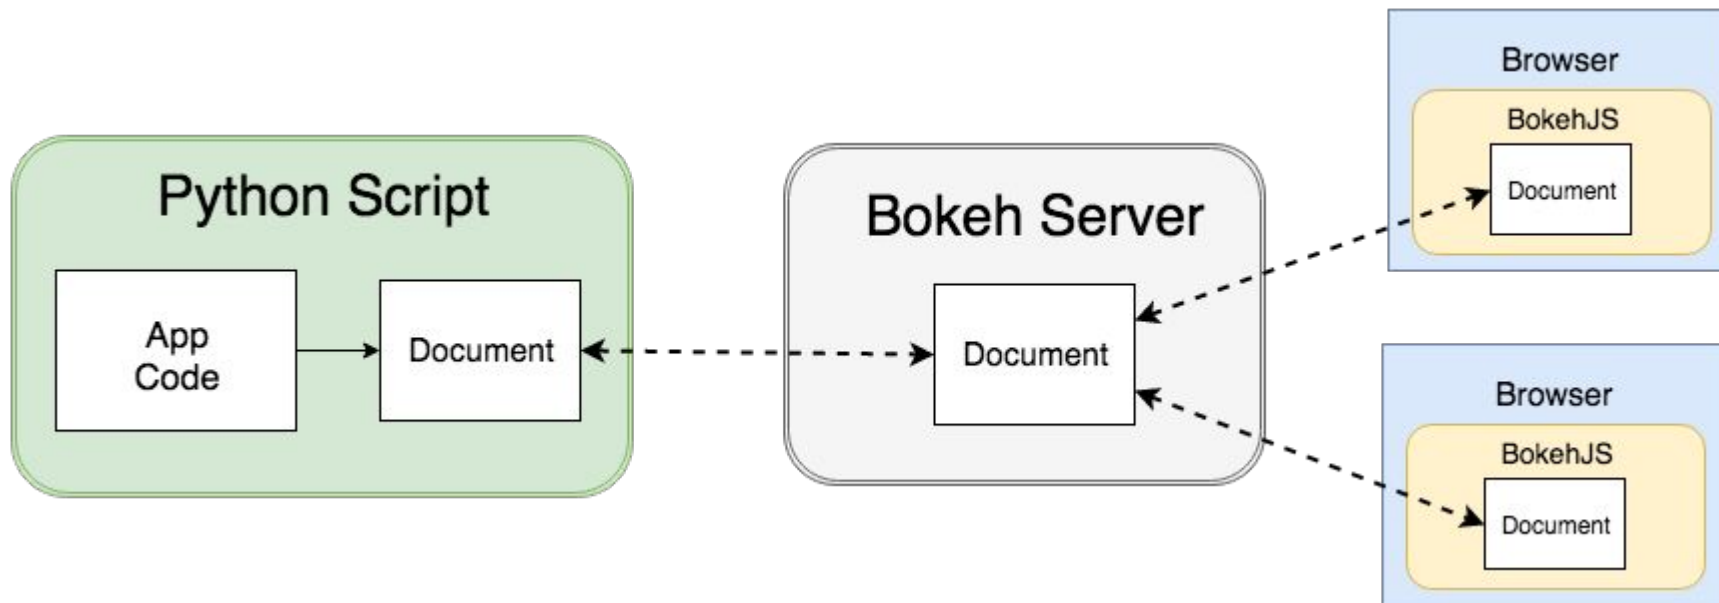 Python Script
App
Code
Document
Bokeh Server
Document
Browser
BokehJS
Document
Browser
BokehJS
Document